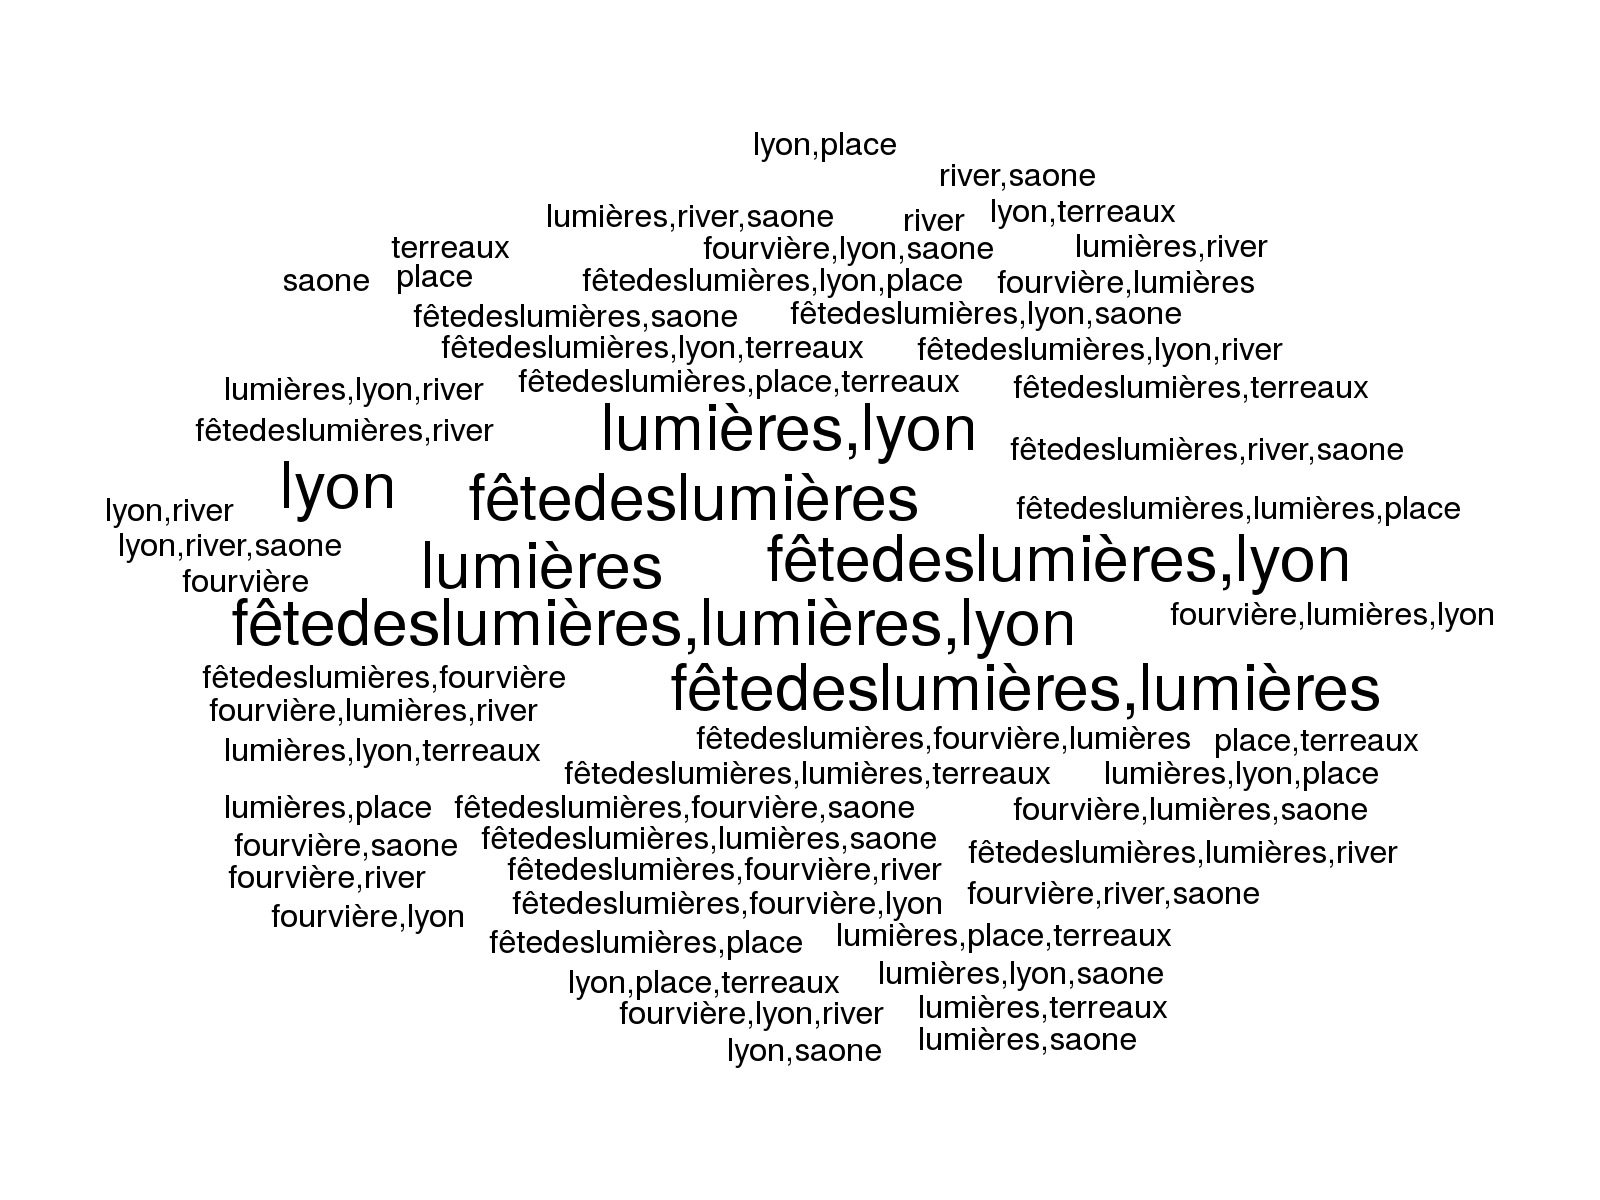 lyon,place
river,saone
lumières,river,saone river lyon,terreaux
terreaux fourvière,lyon,saone lumières,river
saone place fêtedeslumières,lyon,place fourvière,lumières
fêtedeslumières,saone fêtedeslumières,lyon,saone
fêtedeslumières,lyon,terreaux fêtedeslumières,lyon,river
lumières,lyon,river fêtedeslumières,place,terreaux fêtedeslumières,terreaux
fêtedeslumières,river lumières,lyon fêtedeslumières,river,saone
lyon fêtedeslumières
lyon,river fêtedeslumières,lumières,place
lyon,river,saone lumières fêtedeslumières,lyon
fourvière
fêtedeslumières,lumières,lyon fourvière,lumières,lyon
fêtedeslumières,fourvière fêtedeslumières,lumières
fourvière,lumières,river
lumières,lyon,terreaux fêtedeslumières,fourvière,lumières place,terreaux
fêtedeslumières,lumières,terreaux lumières,lyon,place
lumières,place fêtedeslumières,fourvière,saone fourvière,lumières,saone
fourvière,saone fêtedeslumières,lumières,saone fêtedeslumières,lumières,river
fourvière,river fêtedeslumières,fourvière,river
fourvière,lyon fêtedeslumières,fourvière,lyon fourvière,river,saone
fêtedeslumières,place lumières,place,terreaux
lyon,place,terreaux lumières,lyon,saone
fourvière,lyon,river lumières,terreaux
lyon,saone lumières,saone